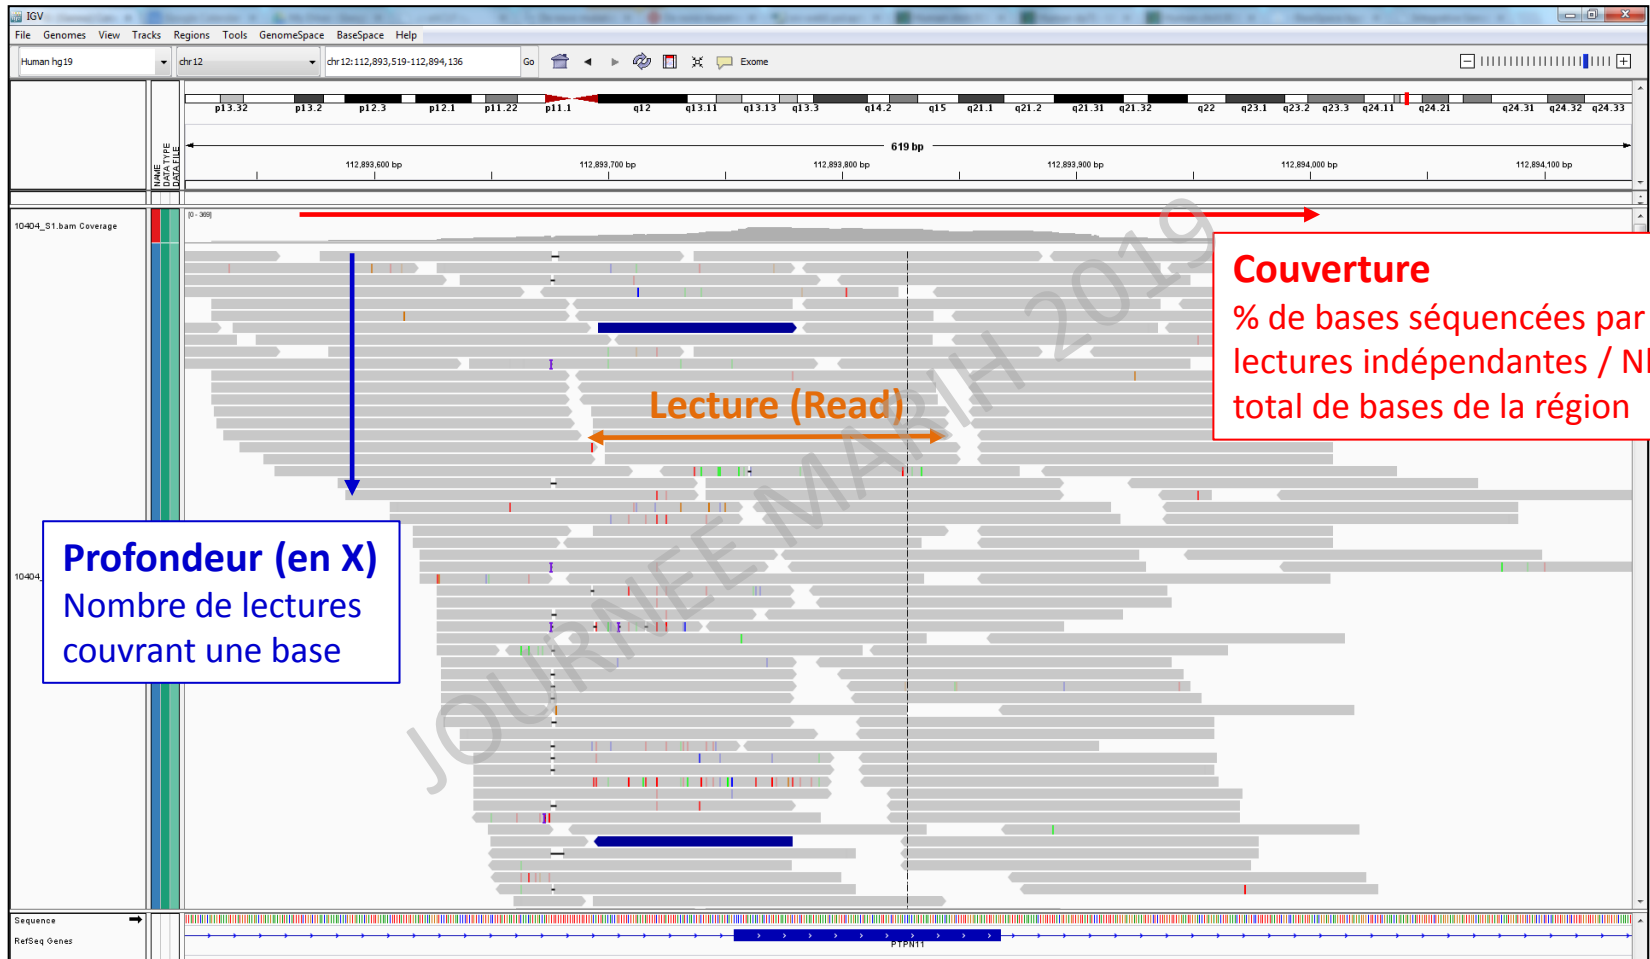 IGV
File Genomes View Tracks Regions Tools GenomeSpace BaseSpace Help
Human hg19 chr12 chr12:112,893,519-112,894,136 Go Exome
p13.32 p13.2 p12.3 p12.1 p11.22 p11.1 q12 q13.11 q13.13 q13.3 q14.2 q15 q21.1 q21.2 q21.31 q21.32 q22 q23.1 q23.2 q23.3 q24.11 q24.21 q24.31 q24.32 q24.33
619 bp
NAME
DATA TYPE
DATA FILE
112,893,600 bp 112,893,700 bp 112,893,800 bp 112,893,900 bp 112,894,000 bp 112,894,100 bp
10404_S1.bam Coverage
[0 - 369]
Couverture
% de bases séquencées par
lectures indépendantes /
total de bases de la région
Lecture (Read)
Profondeur (en X)
Nombre de lectures
couvrant une base
10404_
JOURNEE MARIH 2019
Sequence
RefSeq Genes
PTPN11